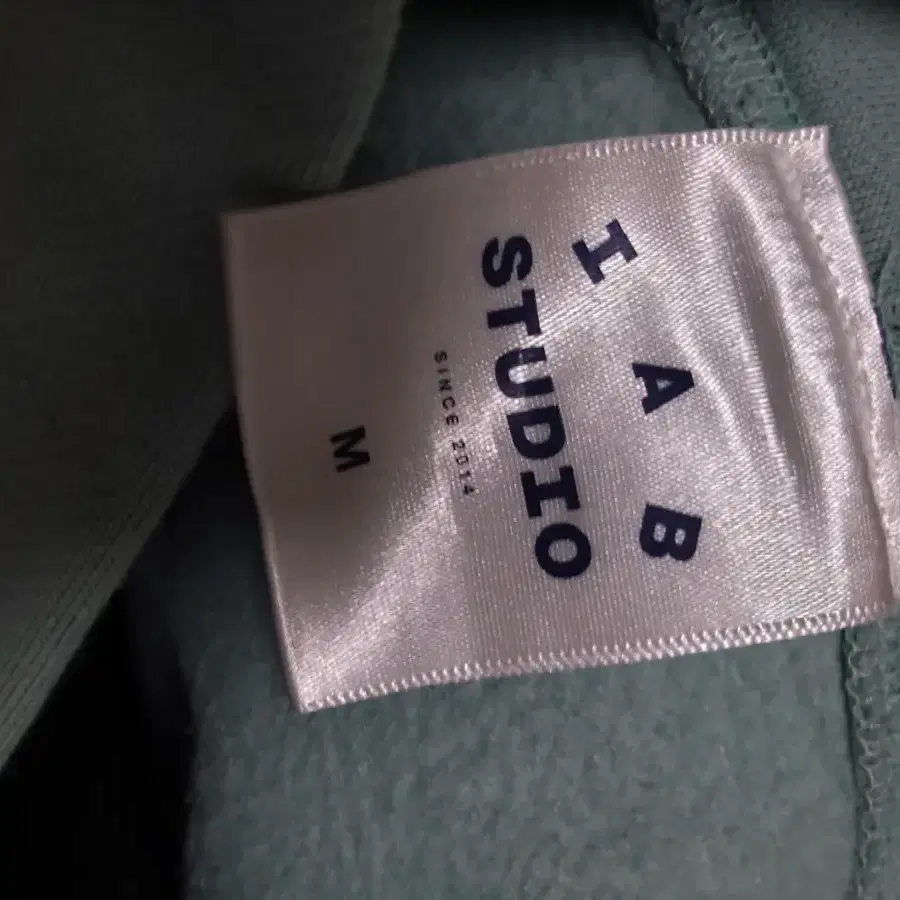 I A B
STUDIO
SINCE 2014
M